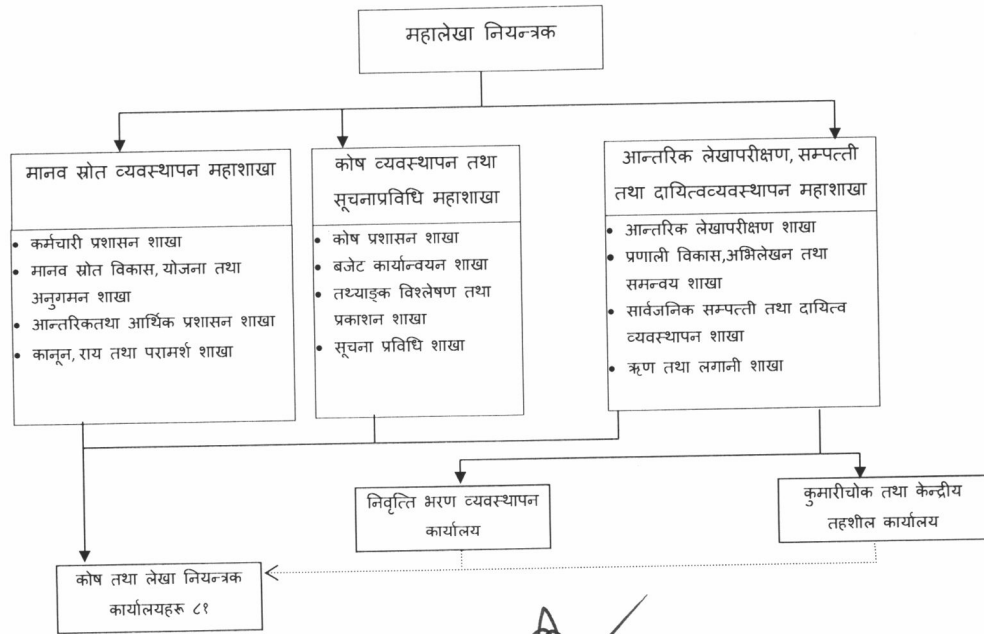 महालेखा नियन्त्रक
मानव स्रोत व्यवस्थापन महाशाखा
• कर्मचारी प्रशासन शाखा
• मानव स्रोत विकास, योजना तथा
अनुगमन शाखा
• आन्तरिकतथा आर्थिक प्रशासन शाखा
• कानून, राय तथा परामर्श शाखा
कोष व्यवस्थापन तथा
सूचनाप्रविधि महाशाखा
• कोष प्रशासन शाखा
• बजेट कार्यान्वयन शाखा
• तथ्याङ्क विश्लेषण तथा
प्रकाशन शाखा
• सूचना प्रविधि शाखा
आन्तरिक लेखापरीक्षण, सम्पत्ती
तथा दायित्वव्यवस्थापन महाशाखा
• आन्तरिक लेखापरीक्षण शाखा
• प्रणाली विकास,अभिलेखन तथा
समन्वय शाखा
• सार्वजनिक सम्पत्ती तथा दायित्व
व्यवस्थापन शाखा
• ऋण तथा लगानी शाखा
निवृत्ति भरण व्यवस्थापन
कार्यालय
कुमारीचोक तथा केन्द्रीय
तहशील कार्यालय
कोष तथा लेखा नियन्त्रक
कार्यालयहरू ८१